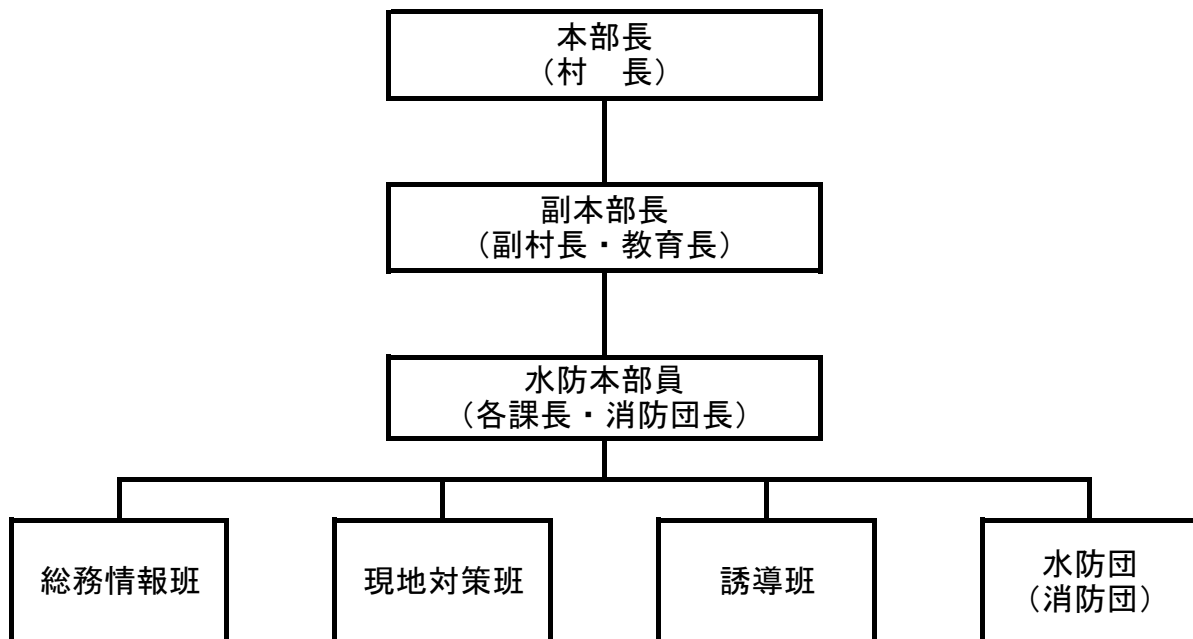 本部長
（村　長）
副本部長
（副村長・教育長）
水防本部員
（各課長・消防団長）
総務情報班
現地対策班
誘導班
水防団
（消防団）